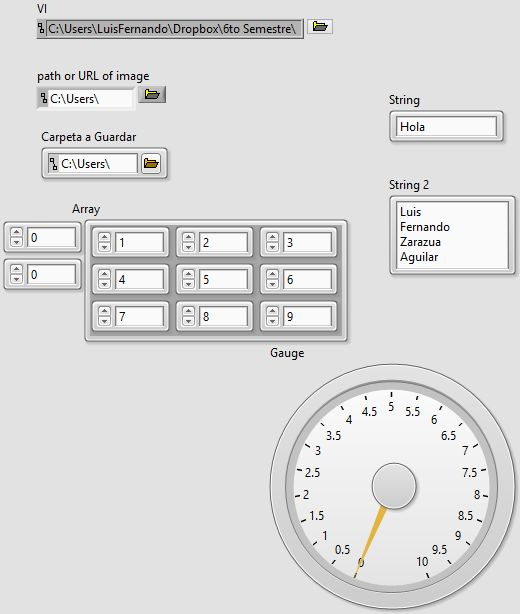 VI
C:\Users\LuisFernando\Dropbox\6to Semestre\
path or URL of image
C:\Users\
Carpeta a Guardar
C:\Users\
String
Hola
String 2
Luis
Fernando
Zarazua
Aguilar
Array
0
0
1 2 3
4 5 6
7 8 9
Gauge
0 0.5 1 1.5 2 2.5 3 3.5 4 4.5 5 6 6.5 7 7.5 8 8.5 9 9.5 10